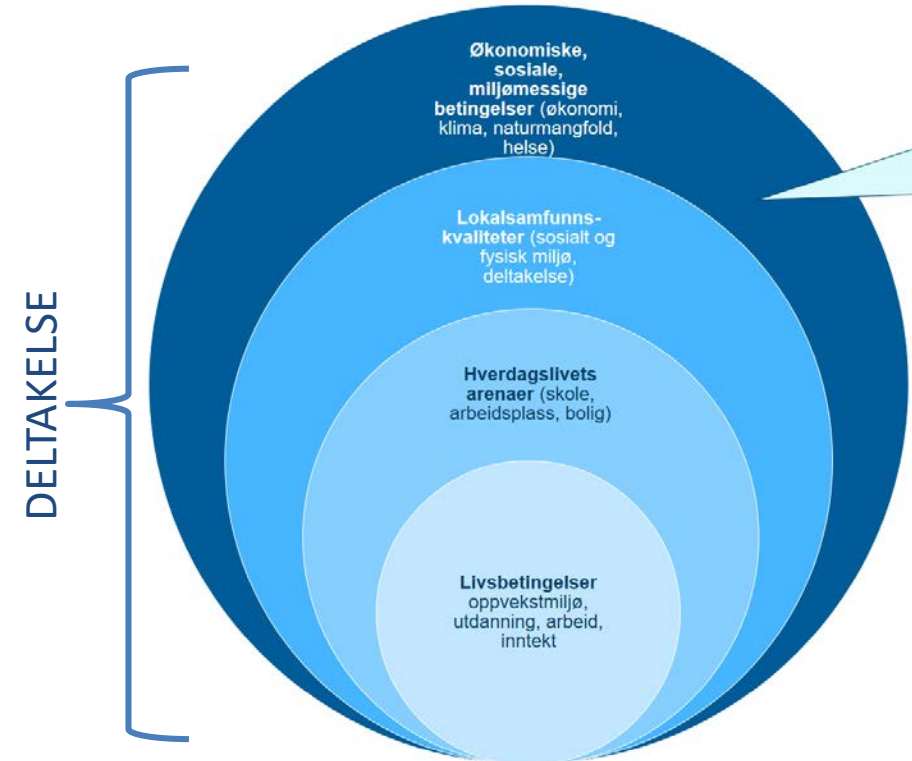 DELTAKELSE
Økonomiske,
sosiale,
miljømessige
betingelser (økonomi,
klima, naturmangfold,
helse)
Lokalsamfunns-
kvaliteter (sosialt og
fysisk miljø,
deltakelse)
Hverdagslivets
arenaer (skole,
arbeidsplass, bolig)
Livsbetingelser
oppvekstmiljø,
utdanning, arbeid,
inntekt